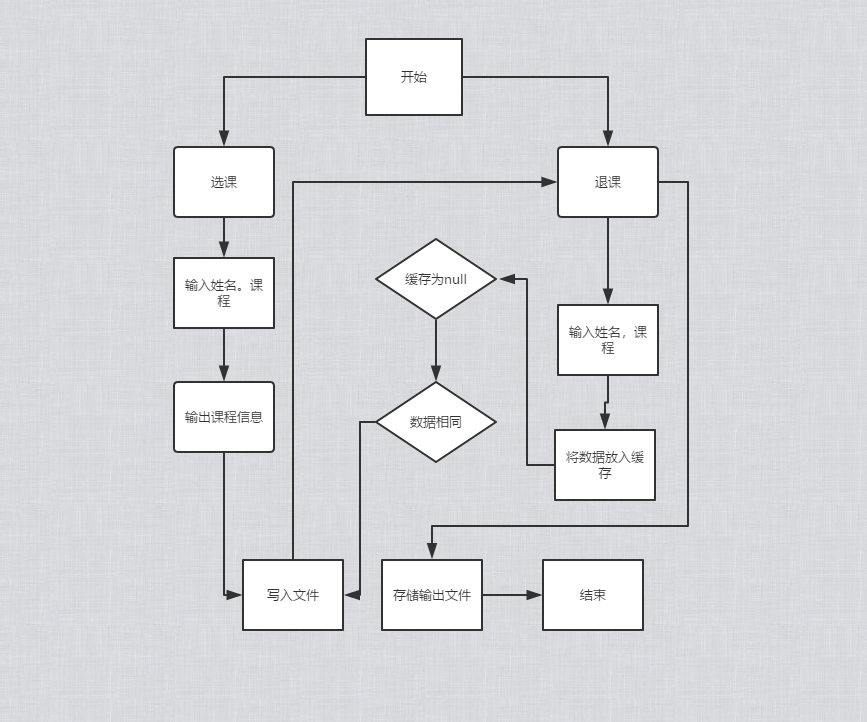 开始
选课
退课
缓存为null
输入姓名。课
程
输入姓名，课
程
输出课程信息
数据相同
将数据放入缓
存
写入文件
存储输出文件
结束